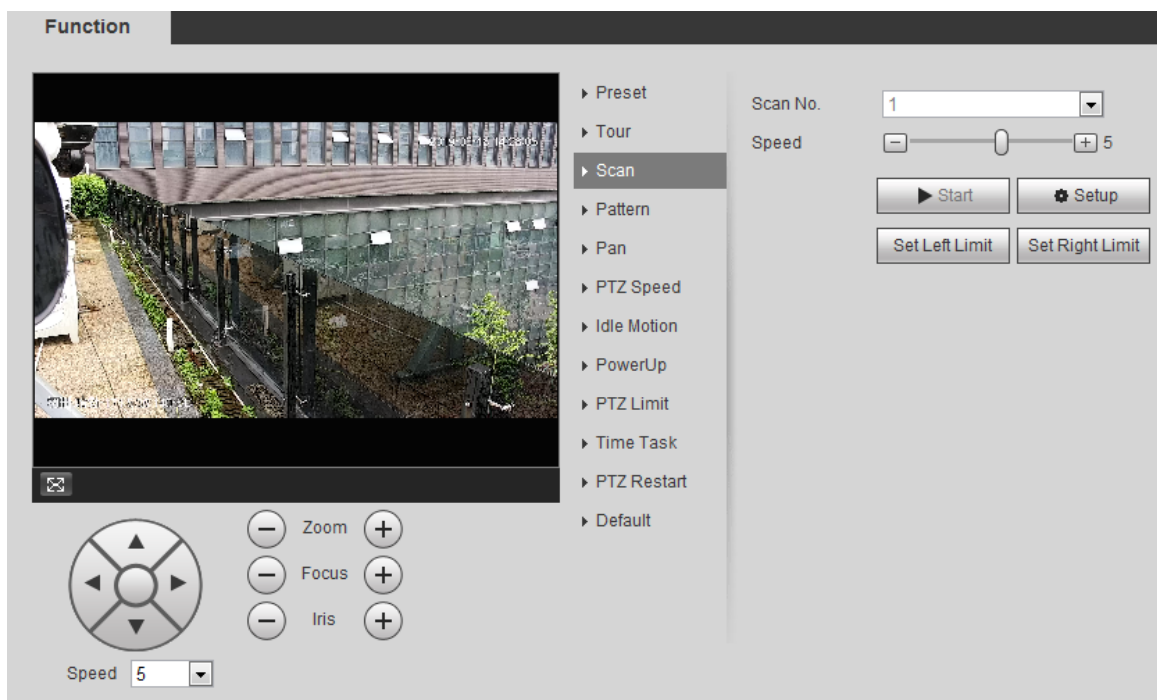 Function
Preset
Tour
Scan
Pattern
Pan
PTZ Speed
Idle Motion
PowerUp
PTZ Limit
Time Task
PTZ Restart
Default
Scan No. 1
Speed 5
Start Setup
Set Left Limit Set Right Limit
Zoom
Focus
Iris
Speed 5